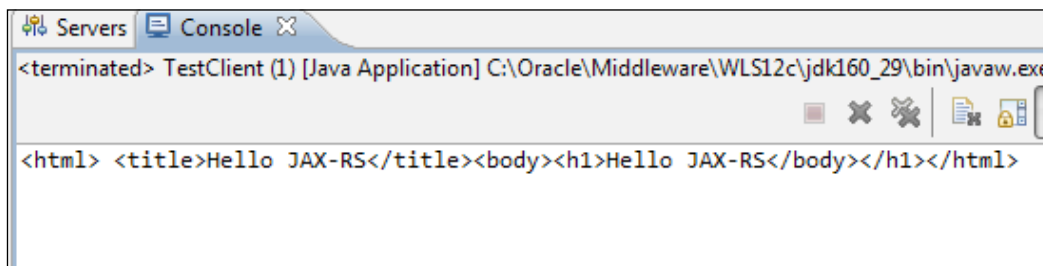 Servers Console
<terminated> TestClient (1) [Java Application] C:\Oracle\Middleware\WLS12c\jdk160_29\bin\javaw.exe
<html> <title>Hello JAX-RS</title><body><h1>Hello JAX-RS</body></h1></html>